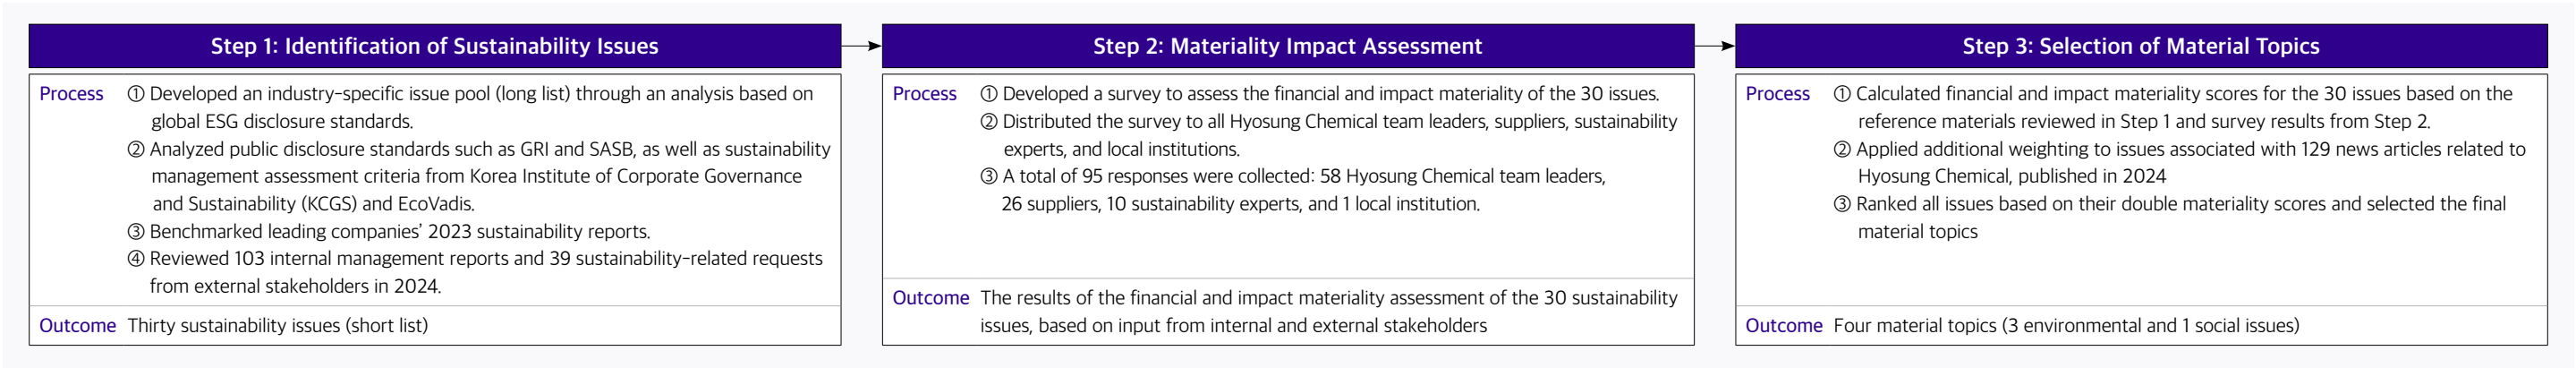 Step 1: Identification of Sustainability Issues
Process ① Developed an industry-specific issue pool (long list) through an analysis based on
global ESG disclosure standards.
② Analyzed public disclosure standards such as GRI and SASB, as well as sustainability
management assessment criteria from Korea Institute of Corporate Governance
and Sustainability (KCGS) and EcoVadis.
③ Benchmarked leading companies’ 2023 sustainability reports.
④ Reviewed 103 internal management reports and 39 sustainability-related requests
from external stakeholders in 2024.
Outcome Thirty sustainability issues (short list)
Step 2: Materiality Impact Assessment
Process ① Developed a survey to assess the financial and impact materiality of the 30 issues.
② Distributed the survey to all Hyosung Chemical team leaders, suppliers, sustainability
experts, and local institutions.
③ A total of 95 responses were collected: 58 Hyosung Chemical team leaders,
26 suppliers, 10 sustainability experts, and 1 local institution.
Outcome The results of the financial and impact materiality assessment of the 30 sustainability
issues, based on input from internal and external stakeholders
Step 3: Selection of Material Topics
Process ① Calculated financial and impact materiality scores for the 30 issues based on the
reference materials reviewed in Step 1 and survey results from Step 2.
② Applied additional weighting to issues associated with 129 news articles related to
Hyosung Chemical, published in 2024
③ Ranked all issues based on their double materiality scores and selected the final
material topics
Outcome Four material topics (3 environmental and 1 social issues)